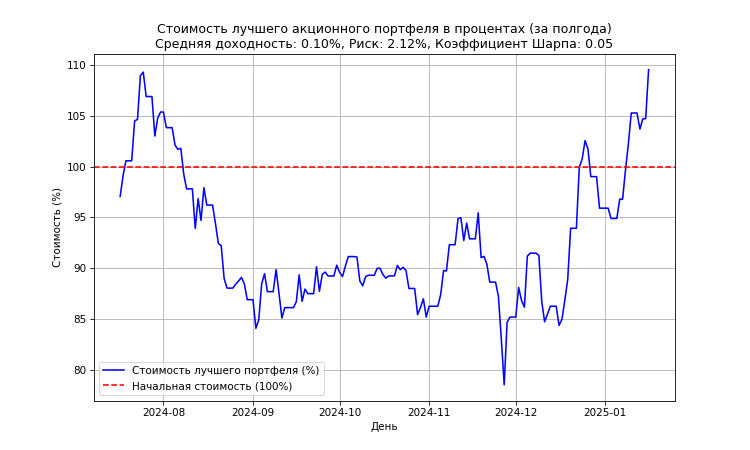 Стоимость лучшего акционного портфеля в процентах (за полгода)
Средняя доходность: 0.10%, Риск: 2.12%, Коэффициент Шарпа: 0.05
Стоимость (%)
110
105
100
95
90
85
80
Стоимость лучшего портфеля (%)
Начальная стоимость (100%)
2024-08
2024-09
2024-10
2024-11
2024-12
2025-01
День